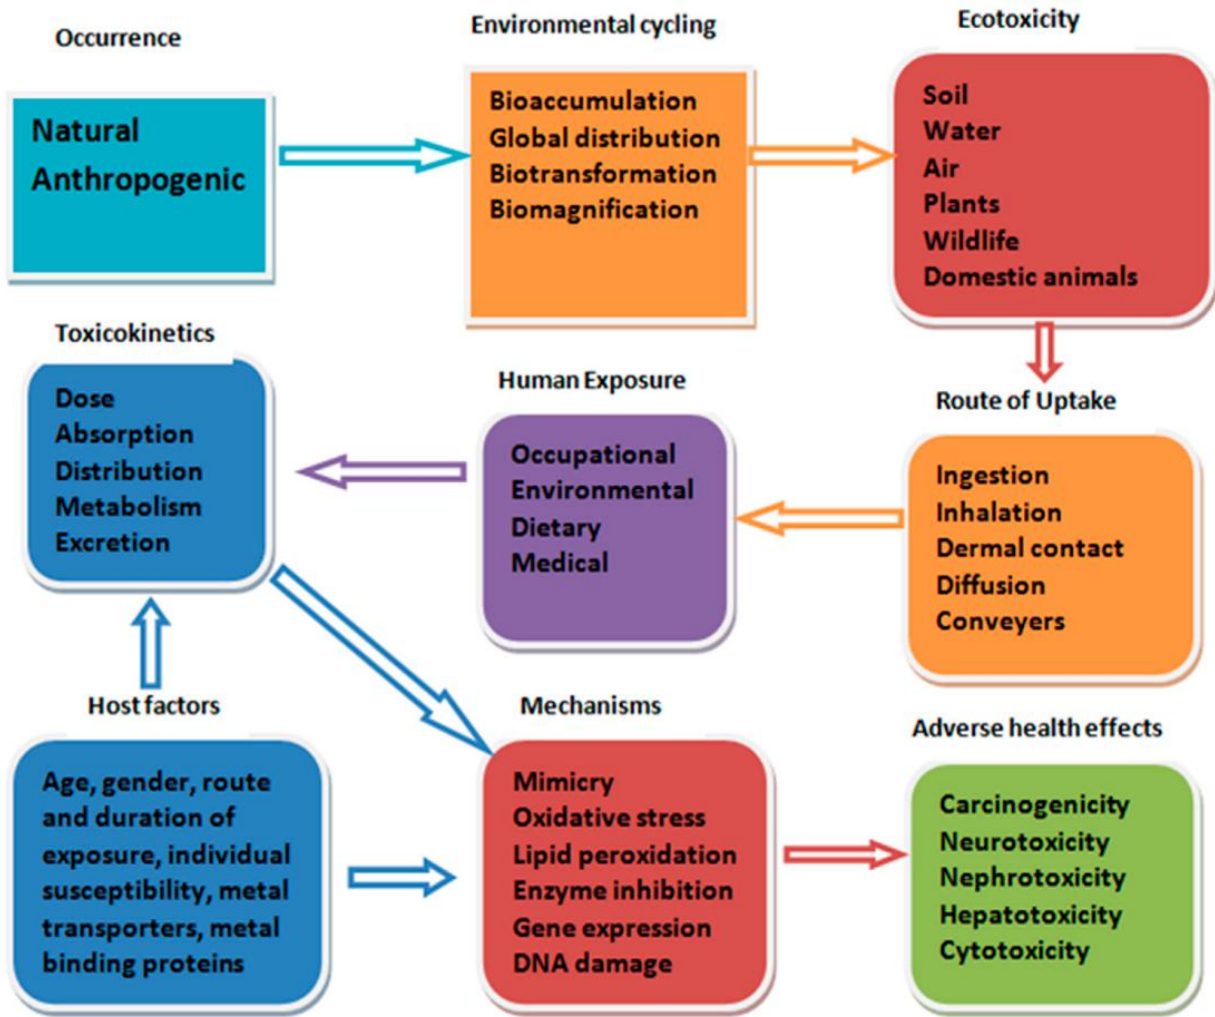 Occurrence
Natural
Anthropogenic
Environmental cycling
Bioaccumulation
Global distribution
Biotransformation
Biomagnification
Ecotoxicity
Soil
Water
Air
Plants
Wildlife
Domestic animals
Toxicokinetics
Dose
Absorption
Distribution
Metabolism
Excretion
Human Exposure
Occupational
Environmental
Dietary
Medical
Route of Uptake
Ingestion
Inhalation
Dermal contact
Diffusion
Conveyers
Host factors
Age, gender, route
and duration of
exposure, individual
susceptibility, metal
transporters, metal
binding proteins
Mechanisms
Mimicry
Oxidative stress
Lipid peroxidation
Enzyme inhibition
Gene expression
DNA damage
Adverse health effects
Carcinogenicity
Neurotoxicity
Nephrotoxicity
Hepatotoxicity
Cytotoxicity